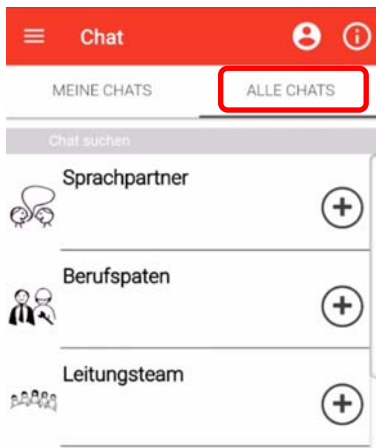 Chat
MEINE CHATS ALLE CHATS
Chat suchen
Sprachpartner
Berufspaten
Leitungsteam